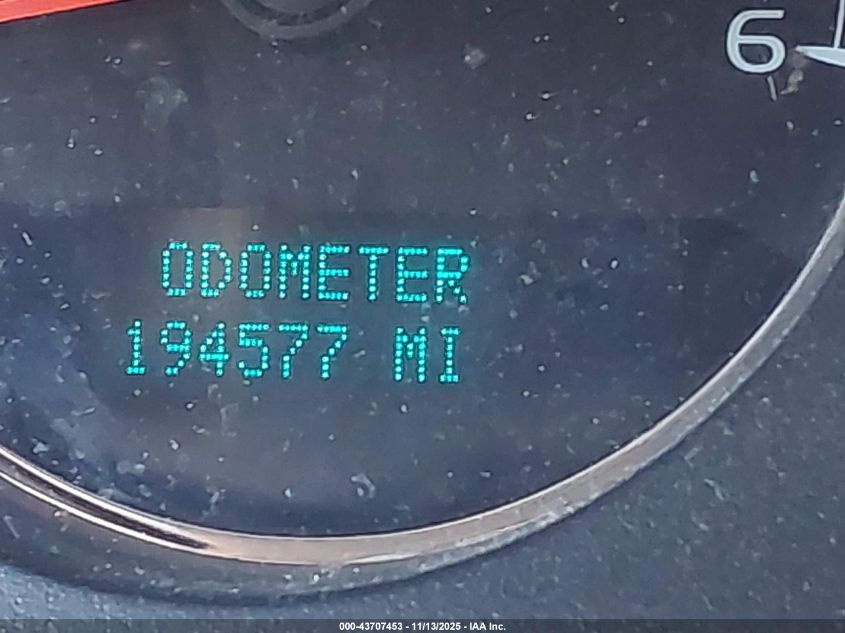 6
ODOMETER
194577 MI
000-43707453 - 11/13/2025 - IAA Inc.